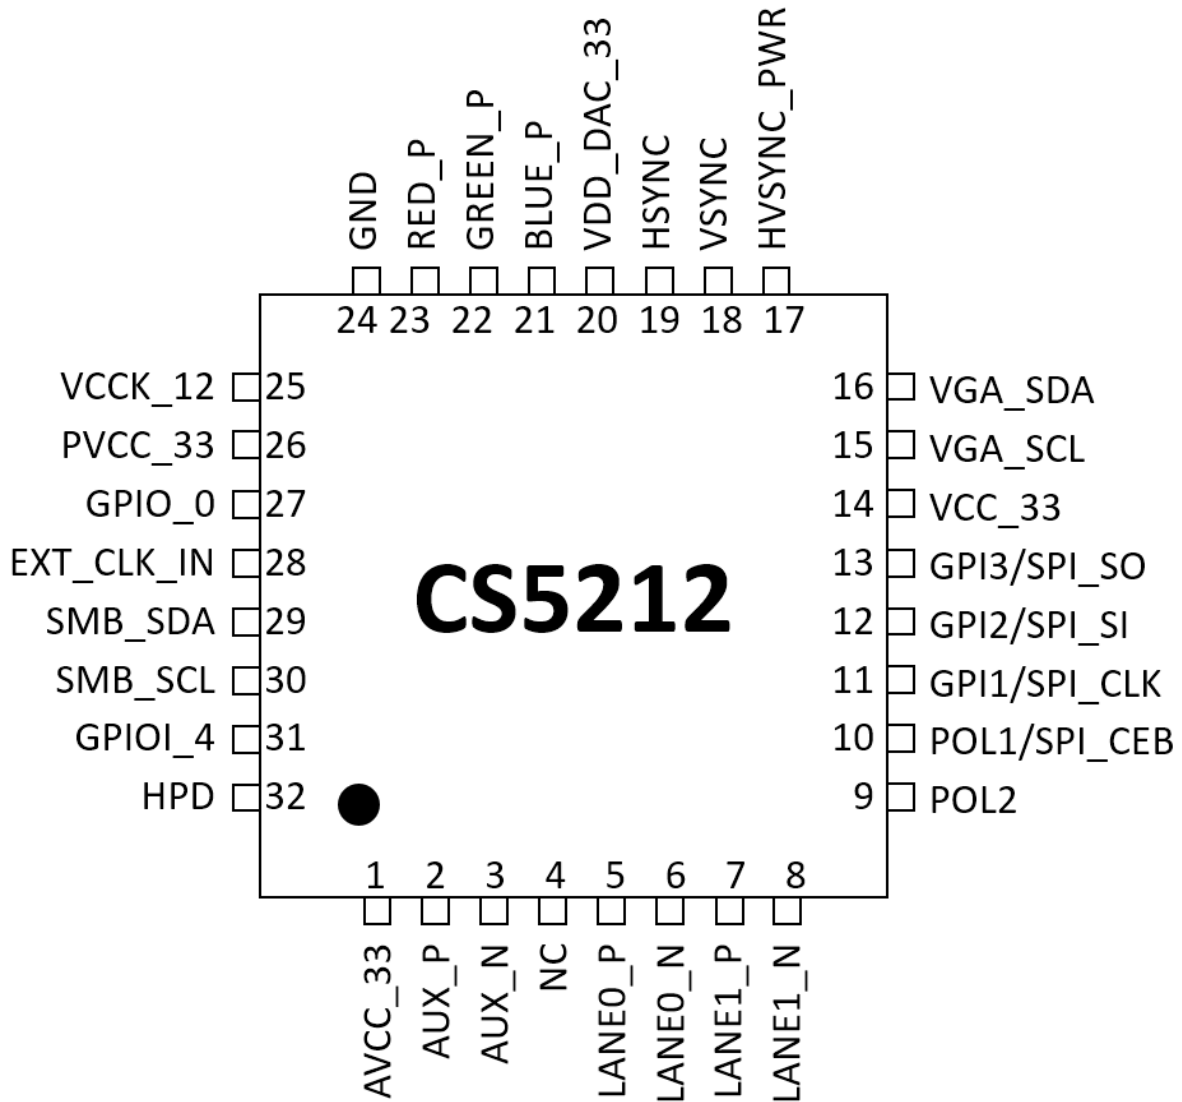 GND
RED_P
GREEN_P
BLUE_P
VDD_DAC_33
HSYNC
VSYNC
HVSYNC_PWR
24 23 22 21 20 19 18 17
VCCK_12 25
PVCC_33 26
GPIO_0 27
EXT_CLK_IN 28
SMB_SDA 29
SMB_SCL 30
GPIOI_4 31
HPD 32
CS5212
16 VGA_SDA
15 VGA_SCL
14 VCC_33
13 GPI3/SPI_SO
12 GPI2/SPI_SI
11 GPI1/SPI_CLK
10 POL1/SPI_CEB
9 POL2
1 2 3 4 5 6 7 8
AVCC_33
AUX_P
AUX_N
NC
LANE0_P
LANE0_N
LANE1_P
LANE1_N